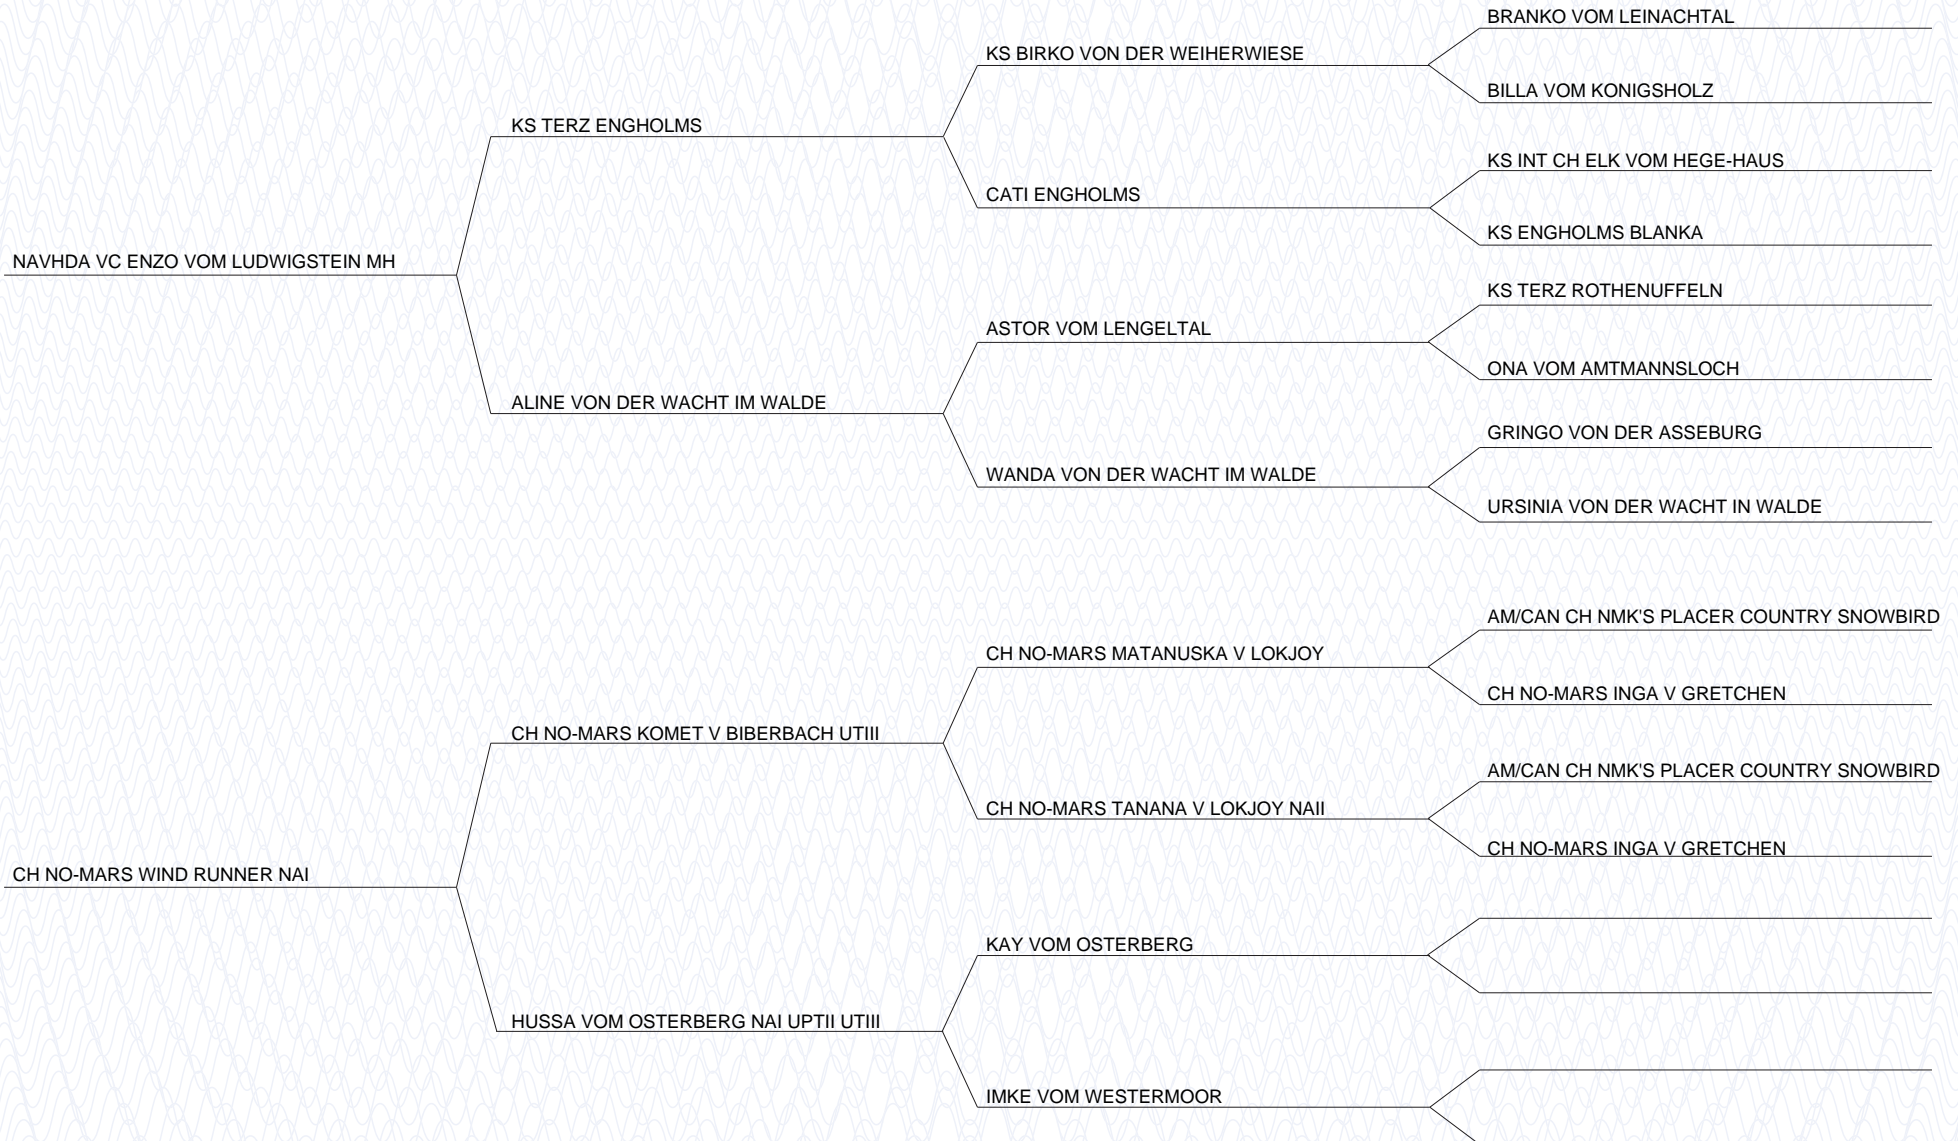 BRANKO VOM LEINACHTAL
KS BIRKO VON DER WEIHERWIESE
BILLA VOM KONIGSHOLZ
KS TERZ ENGHOLMS
KS INT CH ELK VOM HEGE-HAUS
CATI ENGHOLMS
KS ENGHOLMS BLANKA
NAVHDA VC ENZO VOM LUDWIGSTEIN MH
KS TERZ ROTHENUFFELN
ASTOR VOM LENGELTAL
ONA VOM AMTMANNSLOCH
ALINE VON DER WACHT IM WALDE
GRINGO VON DER ASSEBURG
WANDA VON DER WACHT IM WALDE
URSINIA VON DER WACHT IN WALDE
AM/CAN CH NMK'S PLACER COUNTRY SNOWBIRD
CH NO-MARS MATANUSKA V LOKJOY
CH NO-MARS INGA V GRETCHEN
CH NO-MARS KOMET V BIBERBACH UTIII
AM/CAN CH NMK'S PLACER COUNTRY SNOWBIRD
CH NO-MARS TANANA V LOKJOY NAII
CH NO-MARS INGA V GRETCHEN
CH NO-MARS WIND RUNNER NAI
KAY VOM OSTERBERG
HUSSA VOM OSTERBERG NAI UPTII UTIII
IMKE VOM WESTERMOOR